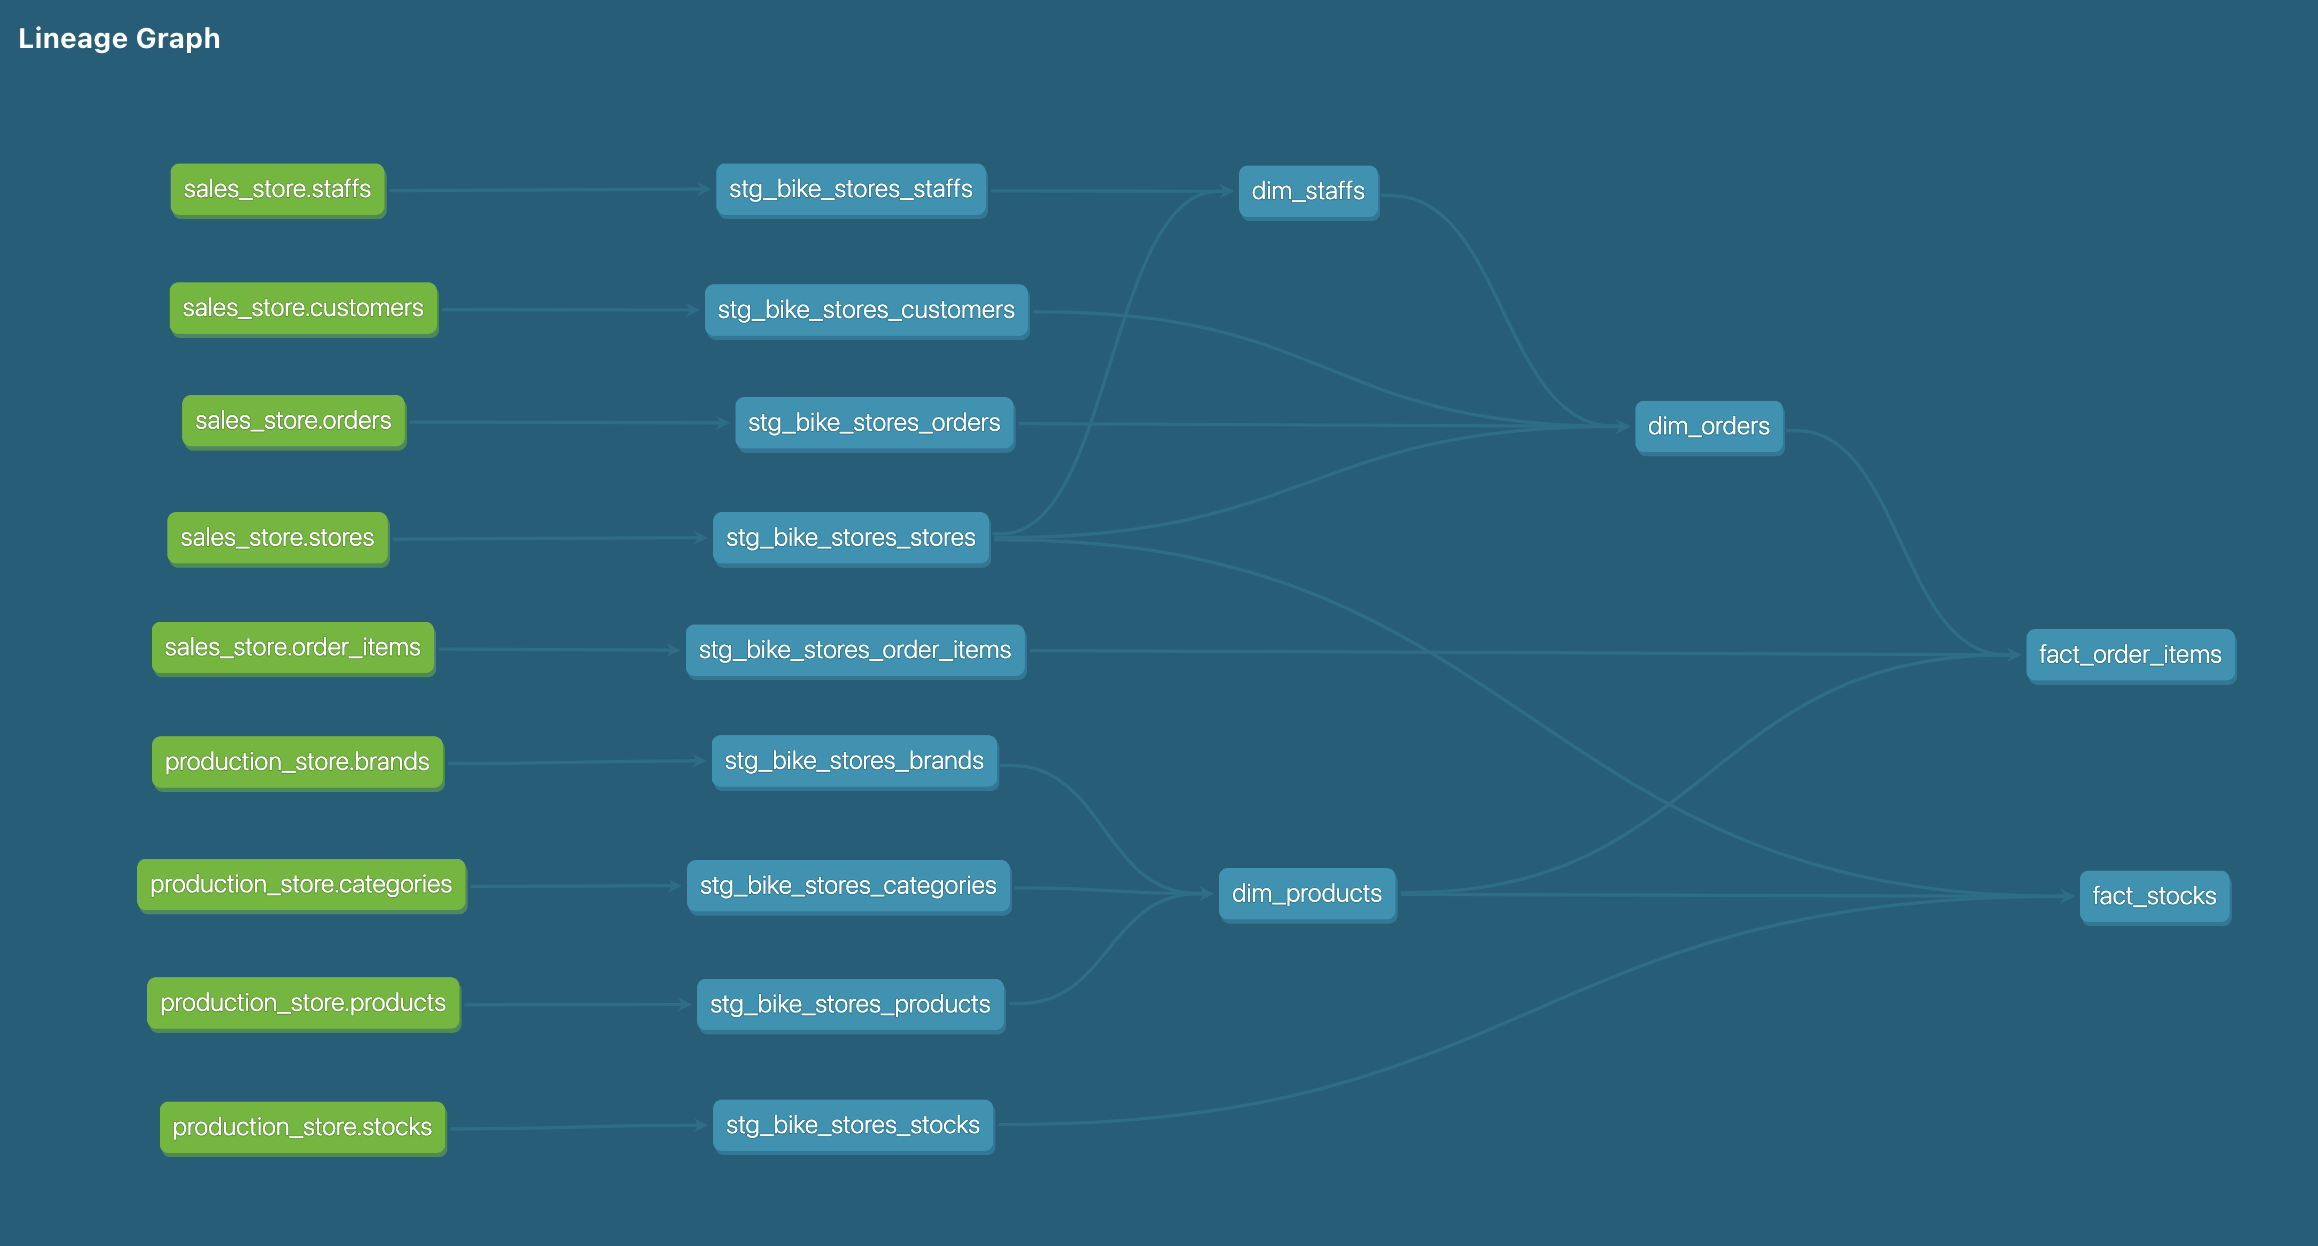 Lineage Graph
sales_store.staffs
stg_bike_stores_staffs
dim_staffs
sales_store.customers
stg_bike_stores_customers
sales_store.orders
stg_bike_stores_orders
dim_orders
sales_store.stores
stg_bike_stores_stores
sales_store.order_items
stg_bike_stores_order_items
fact_order_items
production_store.brands
stg_bike_stores_brands
production_store.categories
stg_bike_stores_categories
dim_products
fact_stocks
production_store.products
stg_bike_stores_products
production_store.stocks
stg_bike_stores_stocks